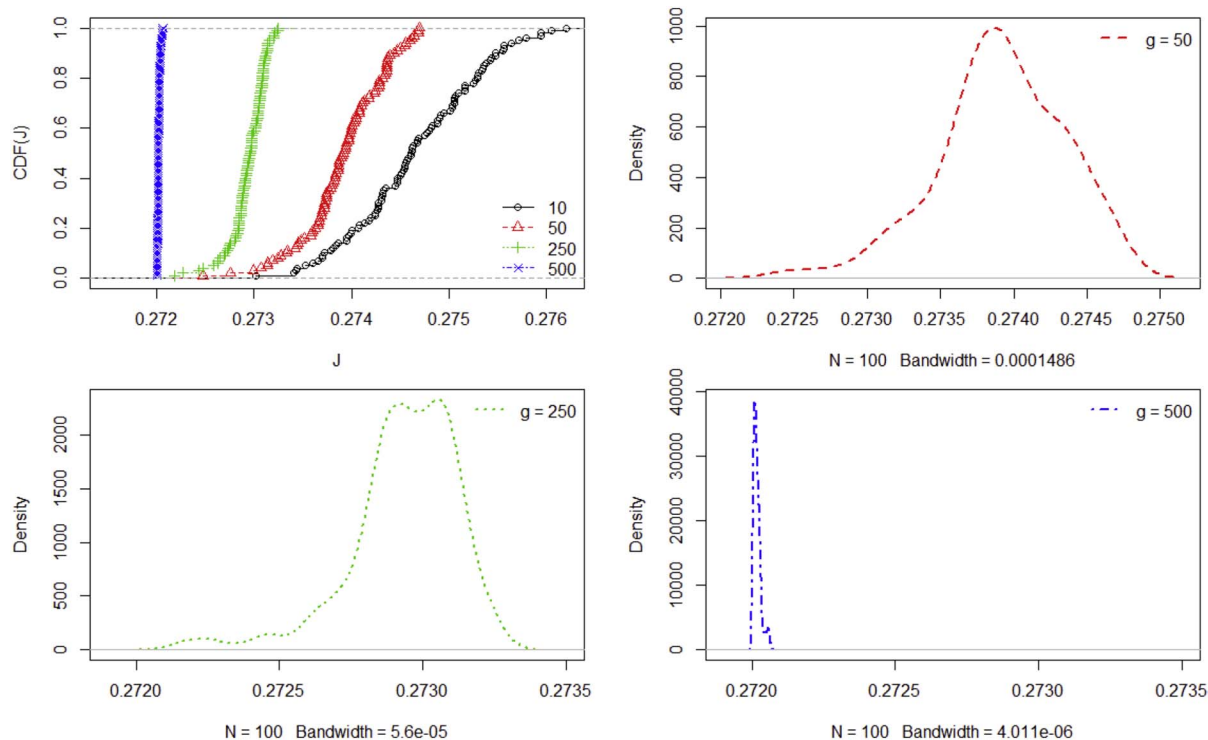 CDF(J)
1.0
0.8
0.6
0.4
0.2
0.0
10
50
250
500
0.272 0.273 0.274 0.275 0.276
J
Density
1000
800
600
400
200
0
g = 50
0.2720 0.2725 0.2730 0.2735 0.2740 0.2745 0.2750
N = 100 Bandwidth = 0.0001486
Density
2000
1500
1000
500
0
g = 250
0.2720 0.2725 0.2730 0.2735
N = 100 Bandwidth = 5.6e-05
Density
40000
30000
20000
10000
0
g = 500
0.2720 0.2725 0.2730 0.2735
N = 100 Bandwidth = 4.011e-06